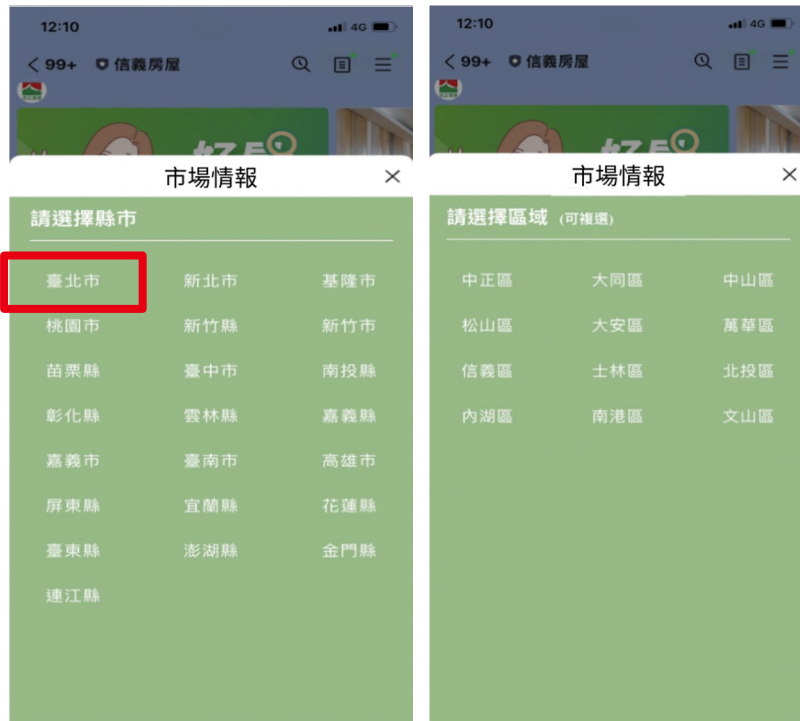 12:10
4G
99+ 信義房屋
好房
市場情報
請選擇縣市
臺北市 新北市 基隆市
桃園市 新竹縣 新竹市
苗栗縣 臺中市 南投縣
彰化縣 雲林縣 嘉義縣
嘉義市 臺南市 高雄市
屏東縣 宜蘭縣 花蓮縣
臺東縣 澎湖縣 金門縣
連江縣
12:10
4G
99+ 信義房屋
市場情報
請選擇區域 (可複選)
中正區 大同區 中山區
松山區 大安區 萬華區
信義區 士林區 北投區
內湖區 南港區 文山區